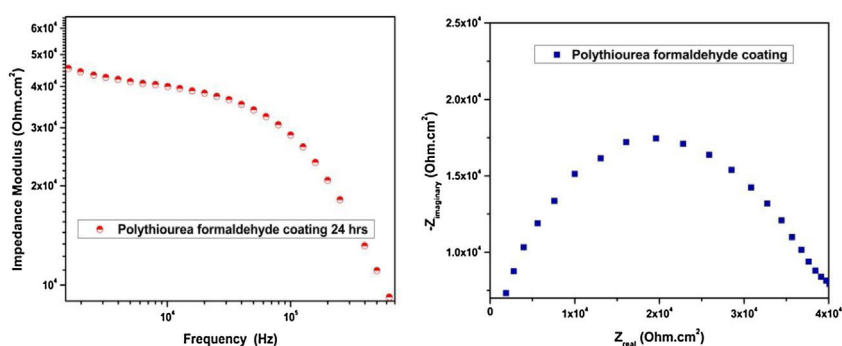 6x10⁴
5x10⁴
4x10⁴
3x10⁴
2x10⁴
10⁴
Impedance Modulus (Ohm.cm²)
Polythiourea formaldehyde coating 24 hrs
10⁴
10⁵
Frequency (Hz)
2.5x10⁴
2.0x10⁴
1.5x10⁴
1.0x10⁴
-Zimaginary (Ohm.cm²)
Polythiourea formaldehyde coating
0
1x10⁴
2x10⁴
3x10⁴
4x10⁴
Zreal (Ohm.cm²)